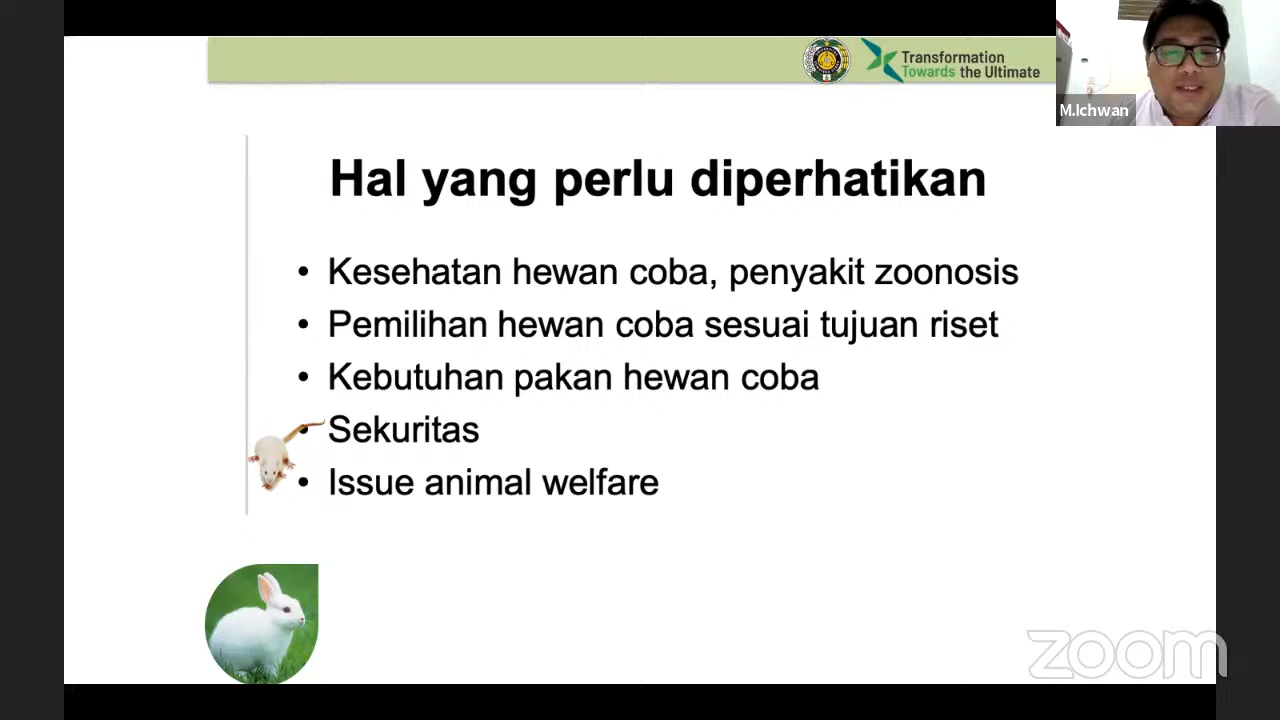 Transformation
Towards the Ultimate
M.Ichwan
Hal yang perlu diperhatikan
• Kesehatan hewan coba, penyakit zoonosis
• Pemilihan hewan coba sesuai tujuan riset
• Kebutuhan pakan hewan coba
• Sekuritas
• Issue animal welfare
zoom